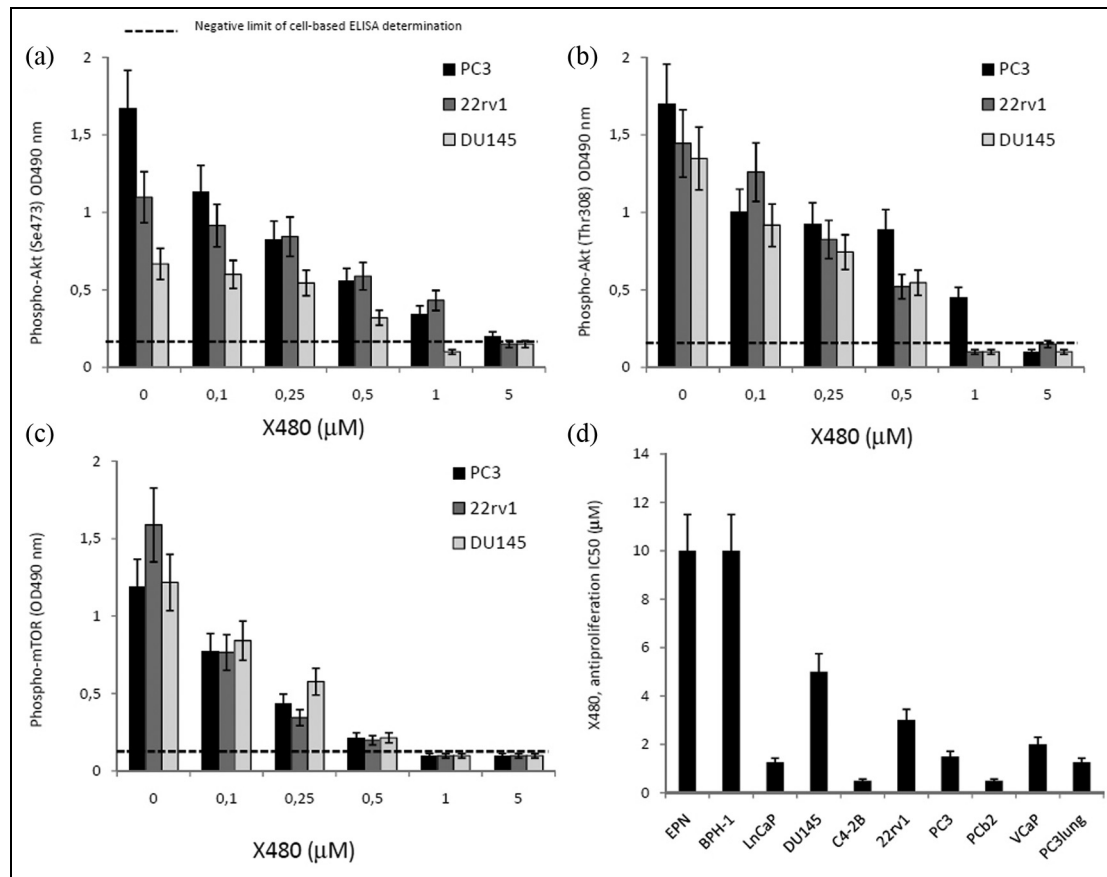 Negative limit of cell-based ELISA determination
(a)
Phospho-Akt (Se473) OD490 nm
2
1,5
1
0,5
0
PC3
22rv1
DU145
0 0,1 0,25 0,5 1 5
X480 (μM)
(b)
Phospho-Akt (Thr308) OD490 nm
2
1,5
1
0,5
0
PC3
22rv1
DU145
0 0,1 0,25 0,5 1 5
X480 (μM)
(c)
Phospho-mTOR (OD490 nm)
2
1,5
1
0,5
0
PC3
22rv1
DU145
0 0,1 0,25 0,5 1 5
X480 (μM)
(d)
X480, antiproliferation IC50 (μM)
14
12
10
8
6
4
2
0
EPN BPH-1 LnCaP DU145 C4-2B 22rv1 PC3 PCb2 VCaP PC3lung